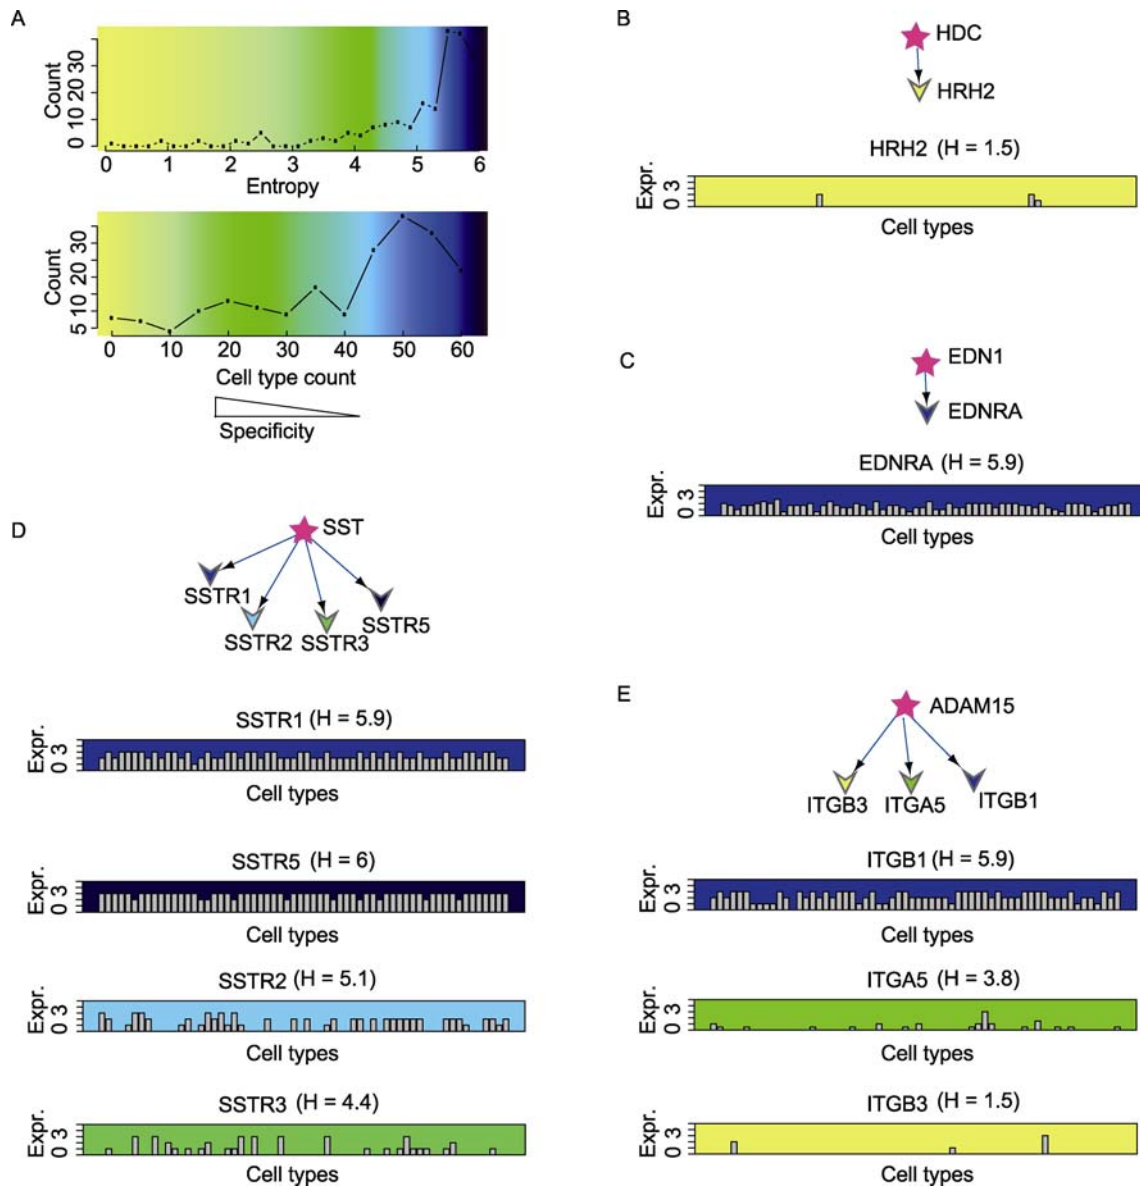 A
Count
0 10 30
0 1 2 3 4 5 6
Entropy
Count
5 10 20 30
0 10 20 30 40 50 60
Cell type count
Specificity
B
HDC
HRH2
HRH2 (H = 1.5)
Expr.
0 3
Cell types
C
EDN1
EDNRA
EDNRA (H = 5.9)
Expr.
0 3
Cell types
D
SST
SSTR1
SSTR2
SSTR3
SSTR5
SSTR1 (H = 5.9)
Expr.
0 3
Cell types
SSTR5 (H = 6)
Expr.
0 3
Cell types
SSTR2 (H = 5.1)
Expr.
0 3
Cell types
SSTR3 (H = 4.4)
Expr.
0 3
Cell types
E
ADAM15
ITGB3
ITGA5
ITGB1
ITGB1 (H = 5.9)
Expr.
0 3
Cell types
ITGA5 (H = 3.8)
Expr.
0 3
Cell types
ITGB3 (H = 1.5)
Expr.
0 3
Cell types